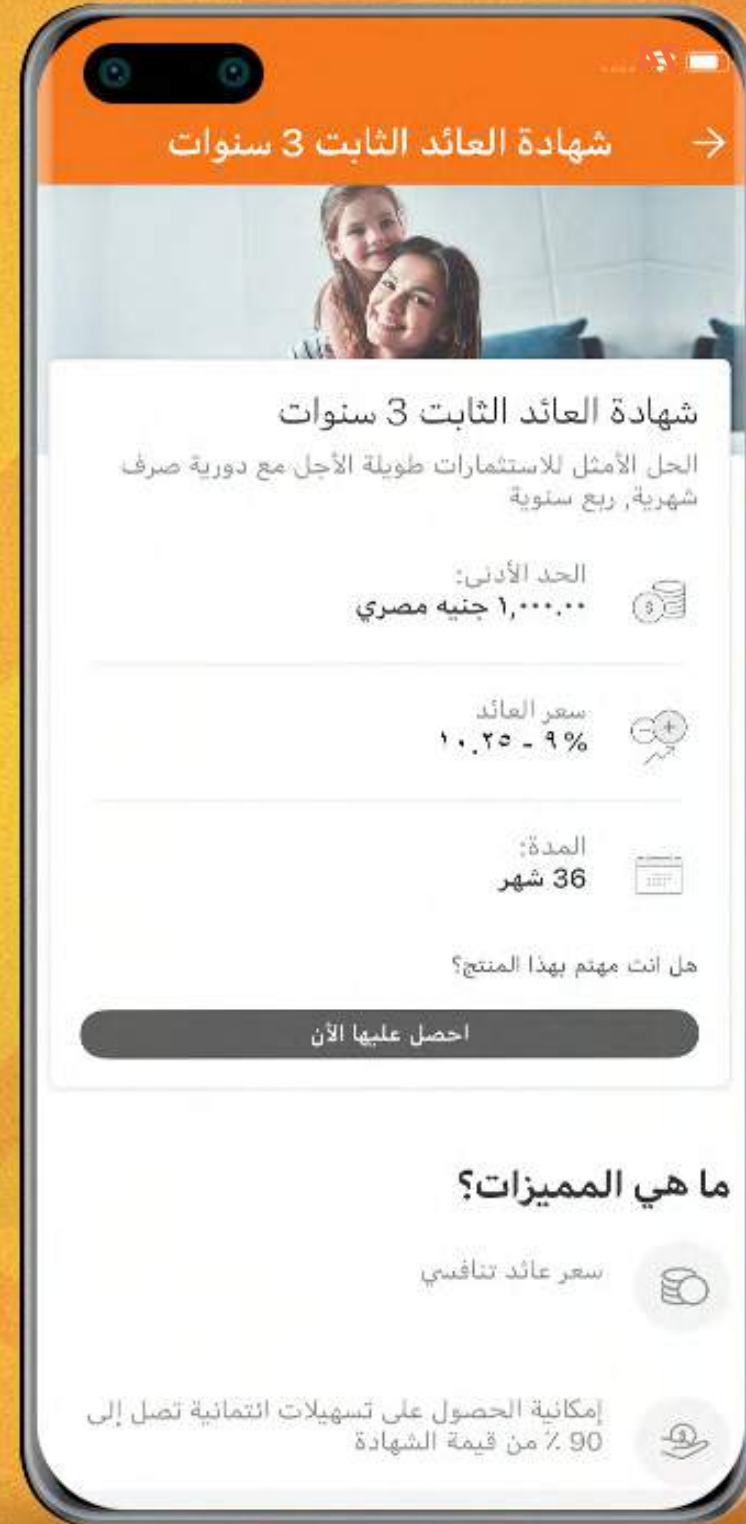 شهادة العائد الثابت 3 سنوات
شهادة العائد الثابت 3 سنوات
الحل الأمثل للاستثمارات طويلة الأجل مع دورية صرف
شهرية, ربع سنوية
الحد الأدنى:
١,٠٠٠.٠٠ جنيه مصري
سعر العائد
%٩ - ١٠.٢٥
المدة:
36 شهر
هل انت مهتم بهذا المنتج؟
احصل عليها الأن
ما هي المميزات؟
سعر عائد تنافسي
إمكانية الحصول على تسهيلات ائتمانية تصل إلى
90 ٪ من قيمة الشهادة